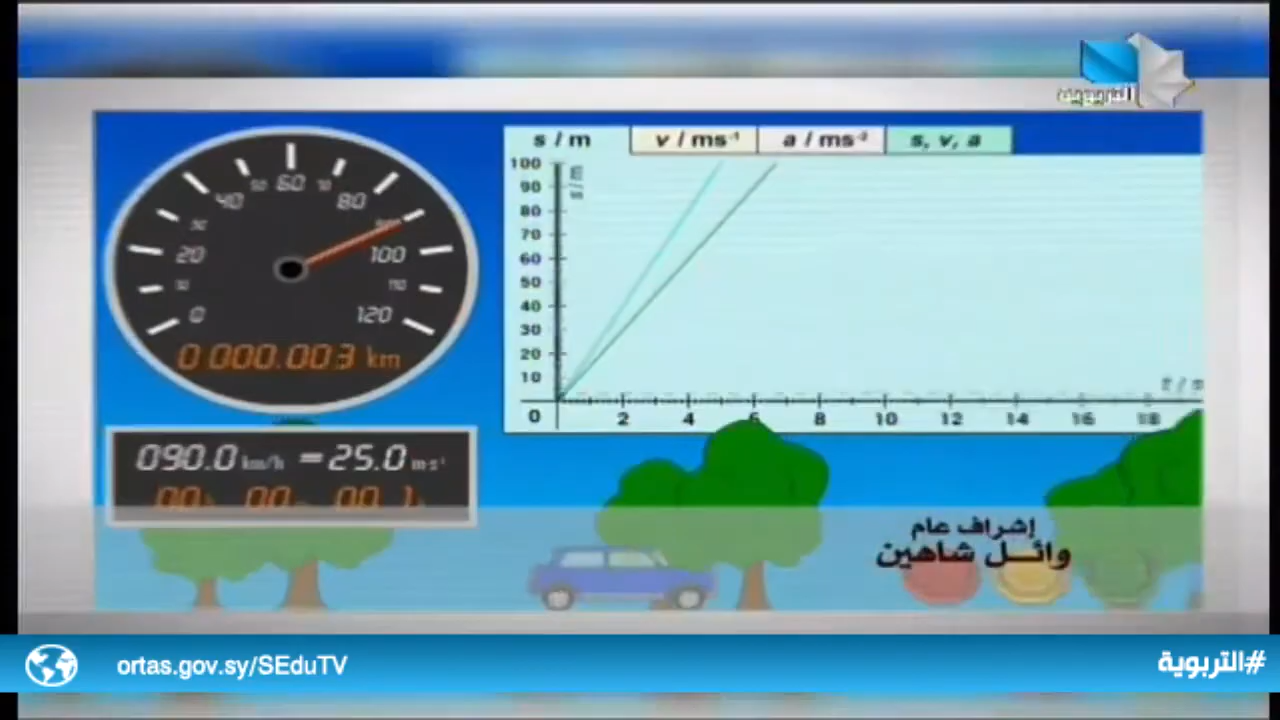 التربوية
s / m
v / ms⁻¹
a / ms⁻²
s, v, a
s/m
100
90
80
70
60
50
40
30
20
10
0
2
4
6
8
10
12
14
16
18
0
20
40
60
80
100
120
0 000.003 km
090.0 km/h = 25.0 m·s⁻¹
إشراف عام
وائل شاهين
ortas.gov.sy/SEduTV
#التربوية